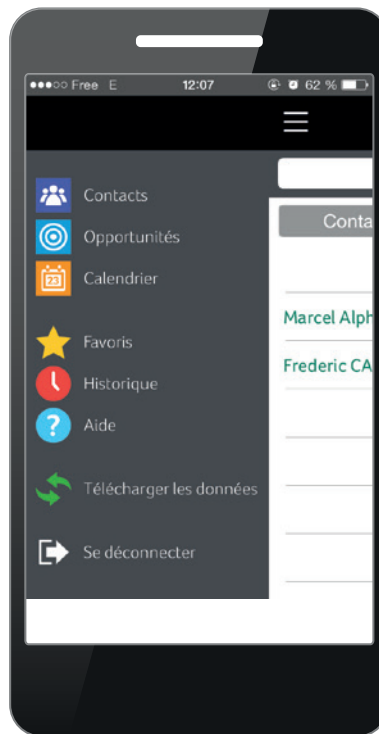 Free E 12:07 62 %
Contacts
Conta
Opportunités
Calendrier
23
Marcel Alph
Favoris
Frederic CA
Historique
?
Aide
Télécharger les données
Se déconnecter